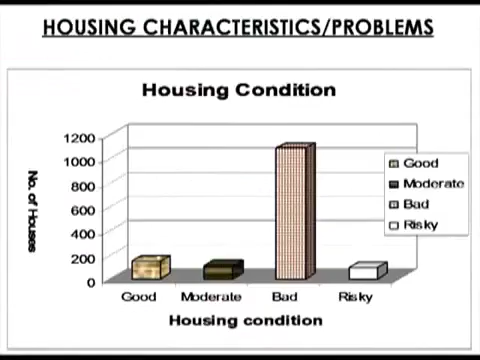 HOUSING CHARACTERISTICS/PROBLEMS
Housing Condition
1200
1000
800
600
400
200
0
No. of Houses
Good
Moderate
Bad
Risky
Good
Moderate
Bad
Risky
Housing condition